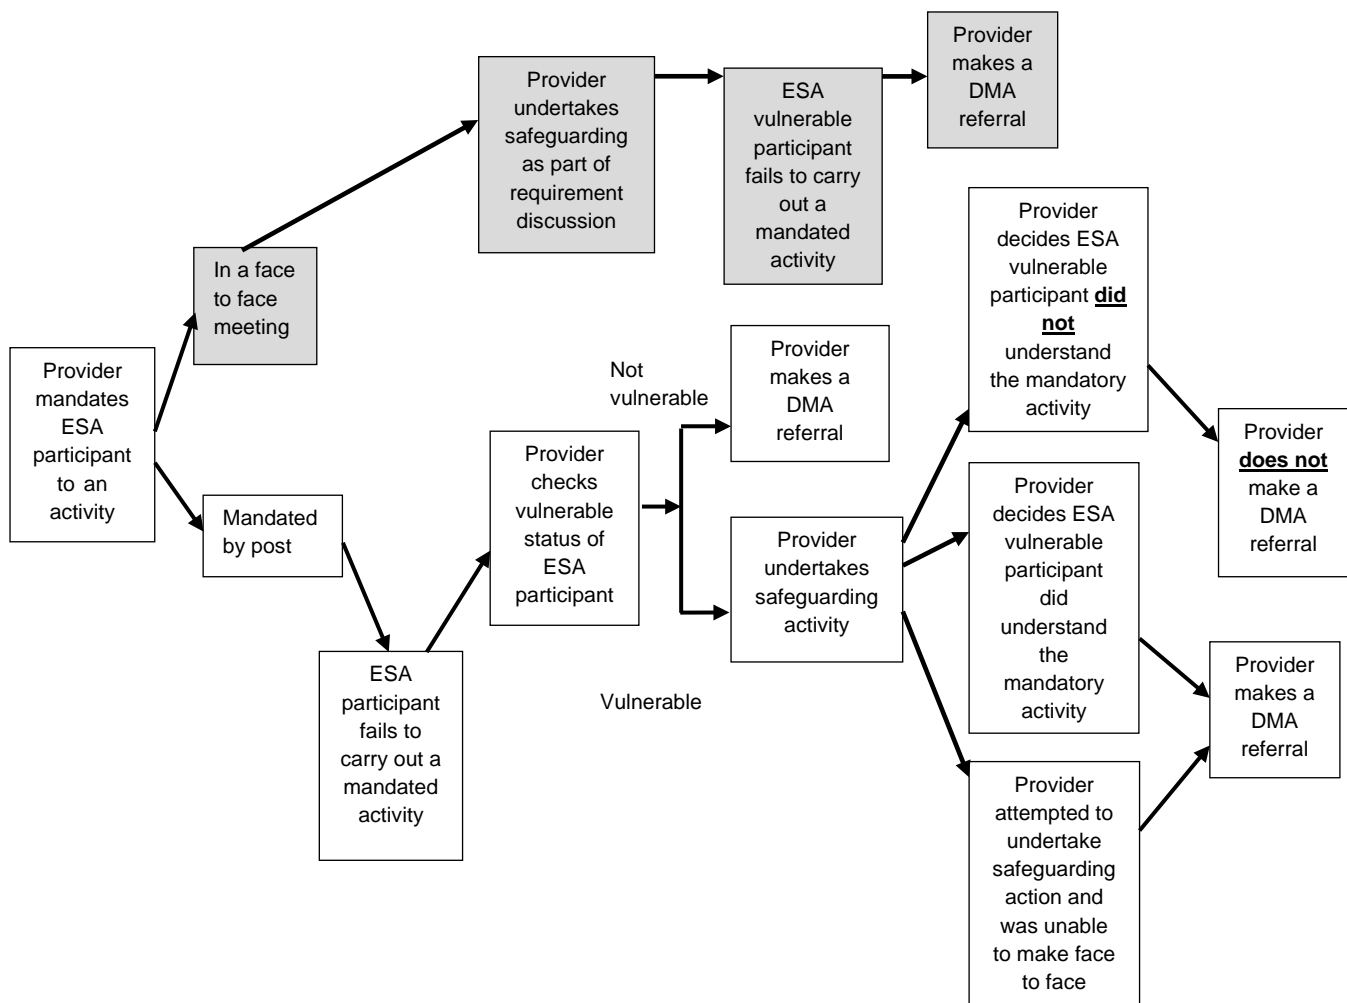 Provider
makes a
DMA
referral
Provider
undertakes
safeguarding
as part of
requirement
discussion
ESA
vulnerable
participant
fails to carry
out a
mandated
activity
In a face
to face
meeting
Provider
mandates
ESA
participant
to an
activity
Mandated
by post
ESA
participant
fails to
carry out a
mandated
activity
Provider
checks
vulnerable
status of
ESA
participant
Not
vulnerable
Vulnerable
Provider
makes a
DMA
referral
Provider
undertakes
safeguarding
activity
Provider
decides ESA
vulnerable
participant did
not
understand
the mandatory
activity
Provider
does not
make a
DMA
referral
Provider
decides ESA
vulnerable
participant
did
understand
the
mandatory
activity
Provider
makes a
DMA
referral
Provider
attempted to
undertake
safeguarding
action and
was unable
to make face
to face